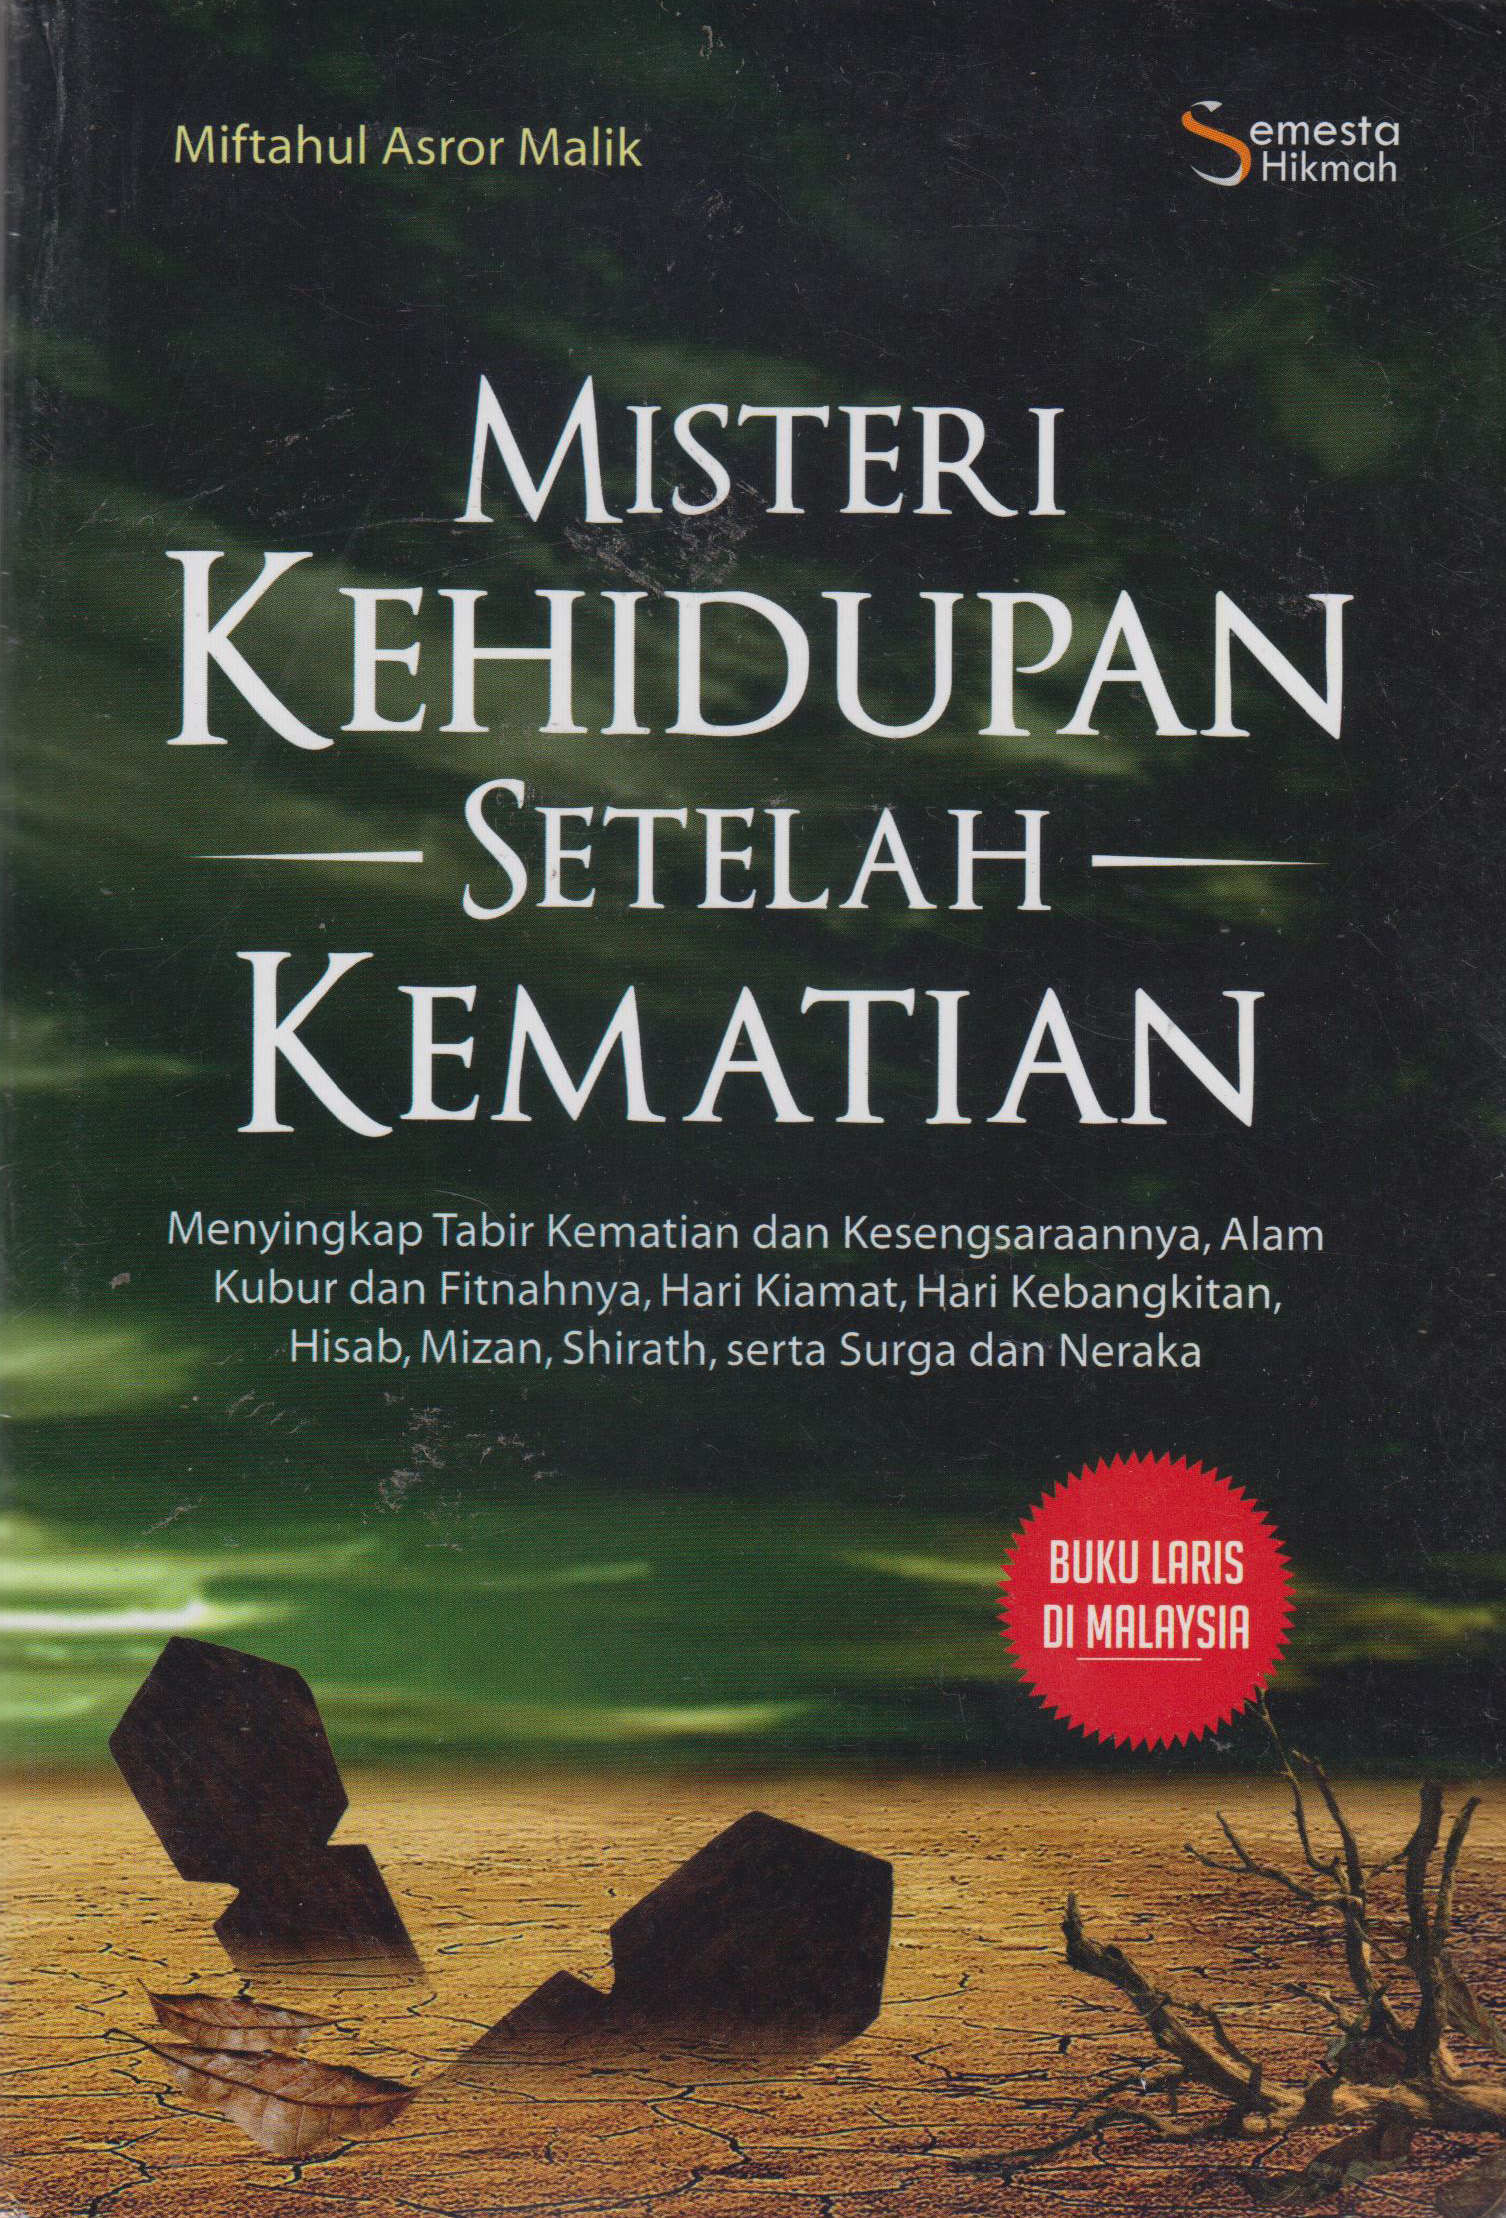 Miftahul Asror Malik
Semesta
Hikmah
MISTERI
KEHIDUPAN
SETELAH
KEMATIAN
Menyingkap Tabir Kematian dan Kesengsaraannya, Alam
Kubur dan Fitnahnya, Hari Kiamat, Hari Kebangkitan,
Hisab, Mizan, Shirath, serta Surga dan Neraka
BUKU LARIS
DI MALAYSIA